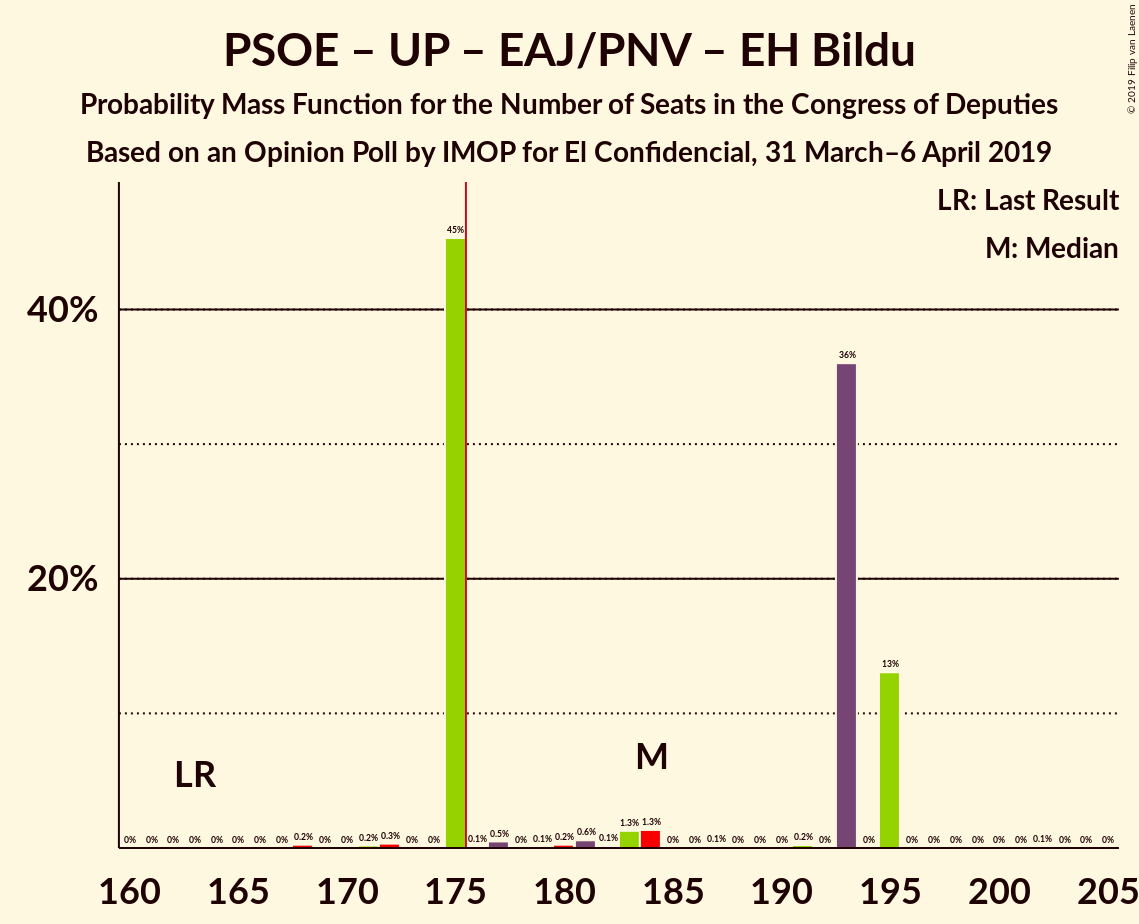 PSOE – UP – EAJ/PNV – EH Bildu
Probability Mass Function for the Number of Seats in the Congress of Deputies
Based on an Opinion Poll by IMOP for El Confidencial, 31 March–6 April 2019
© 2019 Filip van Laenen
LR: Last Result
M: Median
40%
20%
45%
36%
13%
LR
M
0% 0% 0% 0% 0% 0% 0% 0% 0.2% 0% 0% 0.2% 0.3% 0% 0% 0.1% 0.5% 0% 0.1% 0.2% 0.6% 0.1% 1.3% 1.3% 0% 0% 0.1% 0% 0% 0% 0.2% 0% 0% 0% 0% 0% 0% 0% 0% 0.1% 0% 0% 0%
160 165 170 175 180 185 190 195 200 205